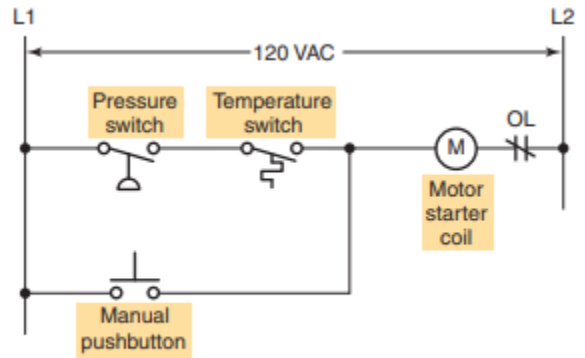 L1
L2
120 VAC
Pressure
switch
Temperature
switch
OL
M
Motor
starter
coil
Manual
pushbutton